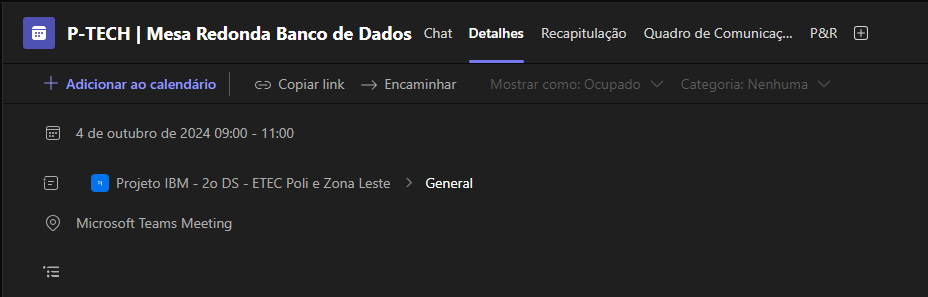 P-TECH | Mesa Redonda Banco de Dados Chat Detalhes Recapitulação Quadro de Comunicaç... P&R
Adicionar ao calendário Copiar link Encaminhar Mostrar como: Ocupado Categoria: Nenhuma
4 de outubro de 2024 09:00 - 11:00
Projeto IBM - 2o DS - ETEC Poli e Zona Leste > General
Microsoft Teams Meeting